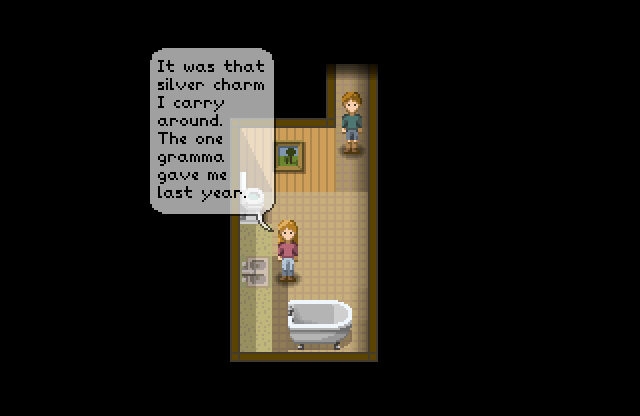 It was that
silver charm
I carry
around.
The one
gramma
gave me
last year.